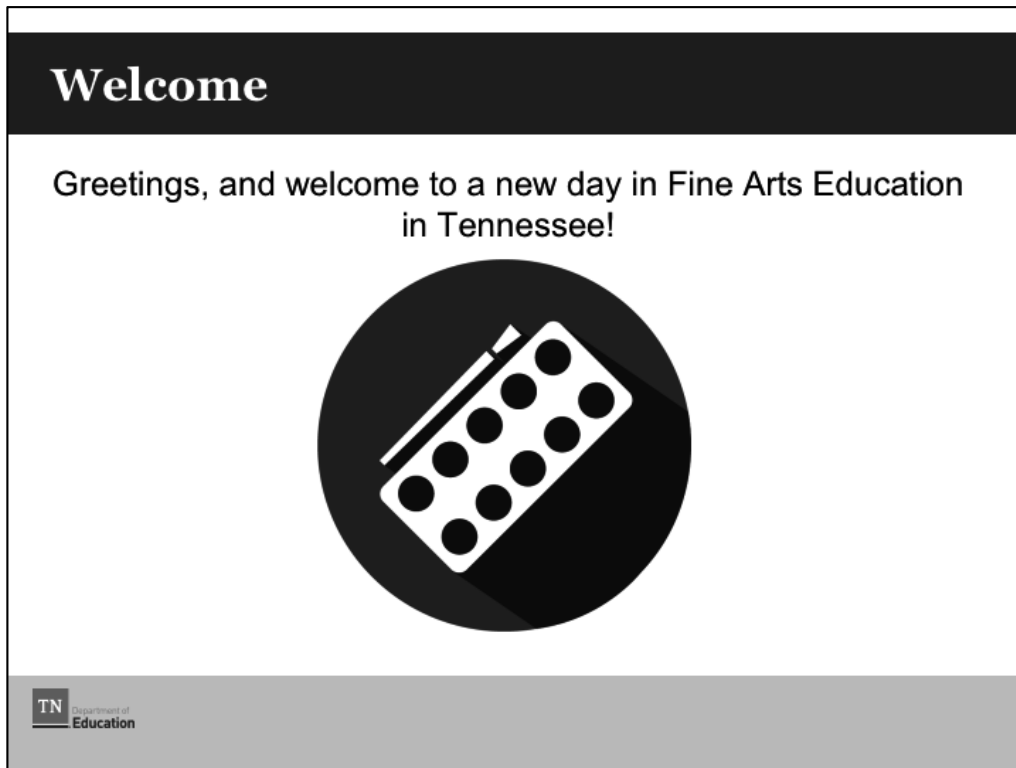 Welcome
Greetings, and welcome to a new day in Fine Arts Education
in Tennessee!
TN
Department of
Education